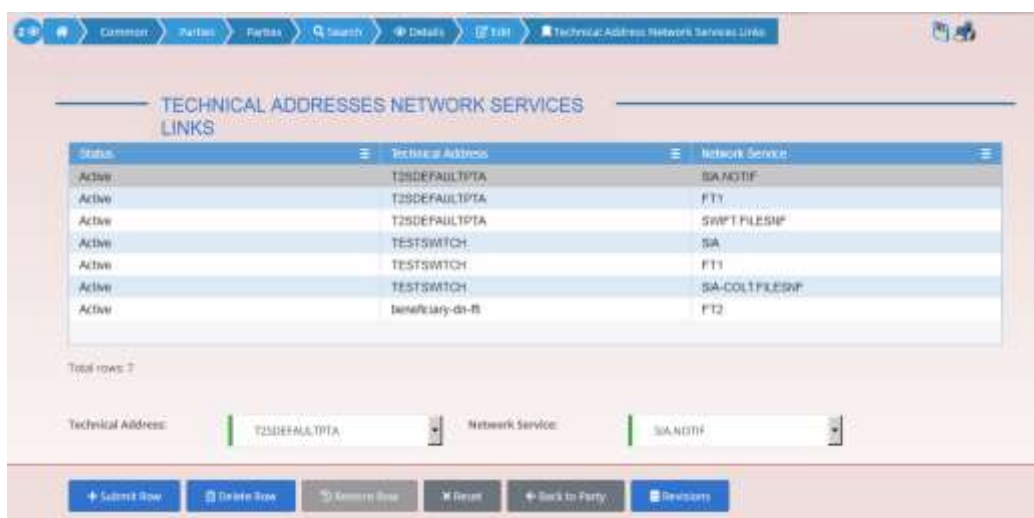 Common Parties Parties Search Details Edit Technical Address Network Services Links
TECHNICAL ADDRESSES NETWORK SERVICES
LINKS
Status Technical Address Network Service
Active T2SDEFAULTPTA SIA.NOTIF
Active T2SDEFAULTPTA FT1
Active T2SDEFAULTPTA SWIFT.FILESNF
Active TESTSWITCH SIA
Active TESTSWITCH FT1
Active TESTSWITCH SIA-COLT.FILESNF
Active beneficiary-dn-ft FT2
Total rows: 7
Technical Address: T2SDEFAULTPTA Network Service: SIA.NOTIF
Submit Row Delete Row Restore Row Reset Back to Party Revisions